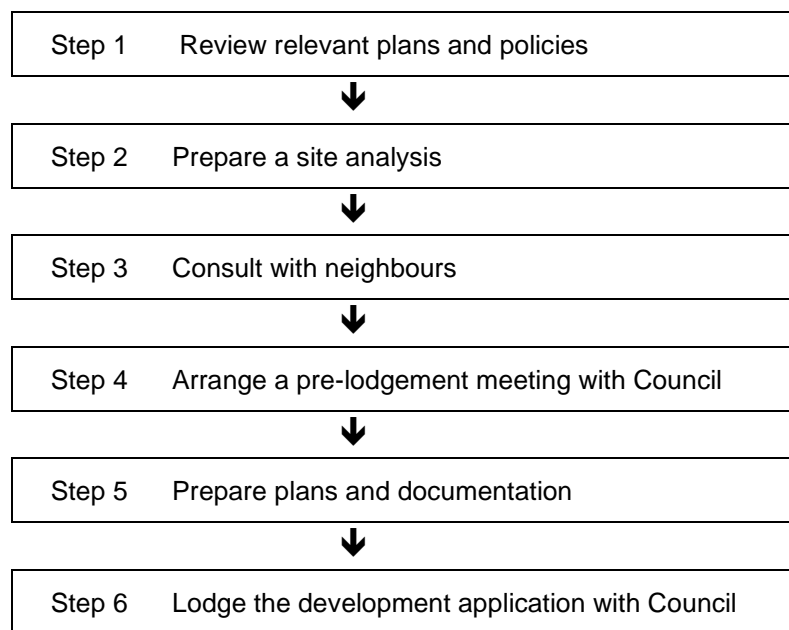 Step 1 Review relevant plans and policies
Step 2 Prepare a site analysis
Step 3 Consult with neighbours
Step 4 Arrange a pre-lodgement meeting with Council
Step 5 Prepare plans and documentation
Step 6 Lodge the development application with Council